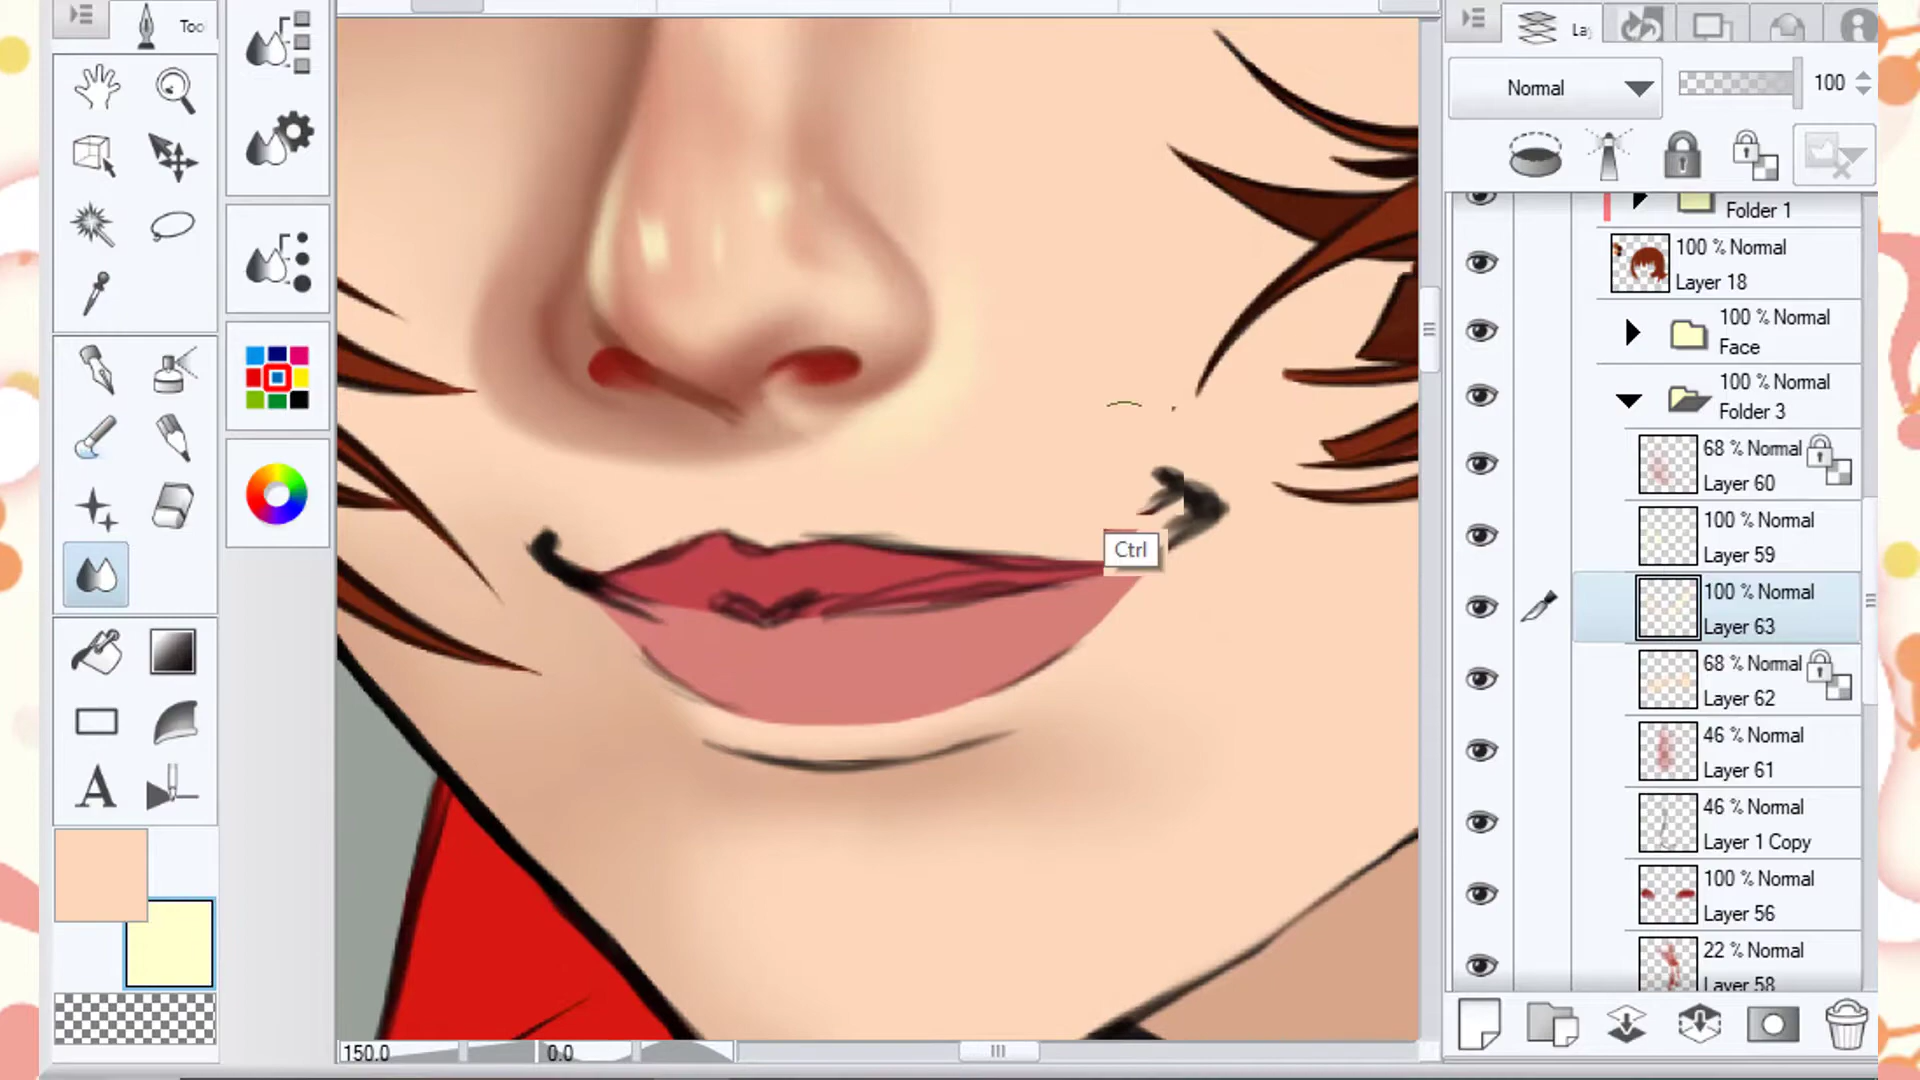 Too
La
Normal
100
Folder 1
100 % Normal
Layer 18
100 % Normal
Face
100 % Normal
Folder 3
68 % Normal
Layer 60
100 % Normal
Layer 59
100 % Normal
Layer 63
68 % Normal
Layer 62
46 % Normal
Layer 61
46 % Normal
Layer 1 Copy
100 % Normal
Layer 56
22 % Normal
Layer 58
Ctrl
A
150.0
0.0